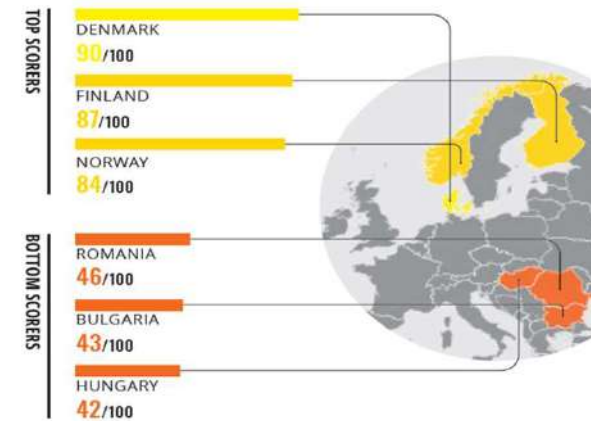 TOP SCORERS
DENMARK
90/100
FINLAND
87/100
NORWAY
84/100
BOTTOM SCORERS
ROMANIA
46/100
BULGARIA
43/100
HUNGARY
42/100